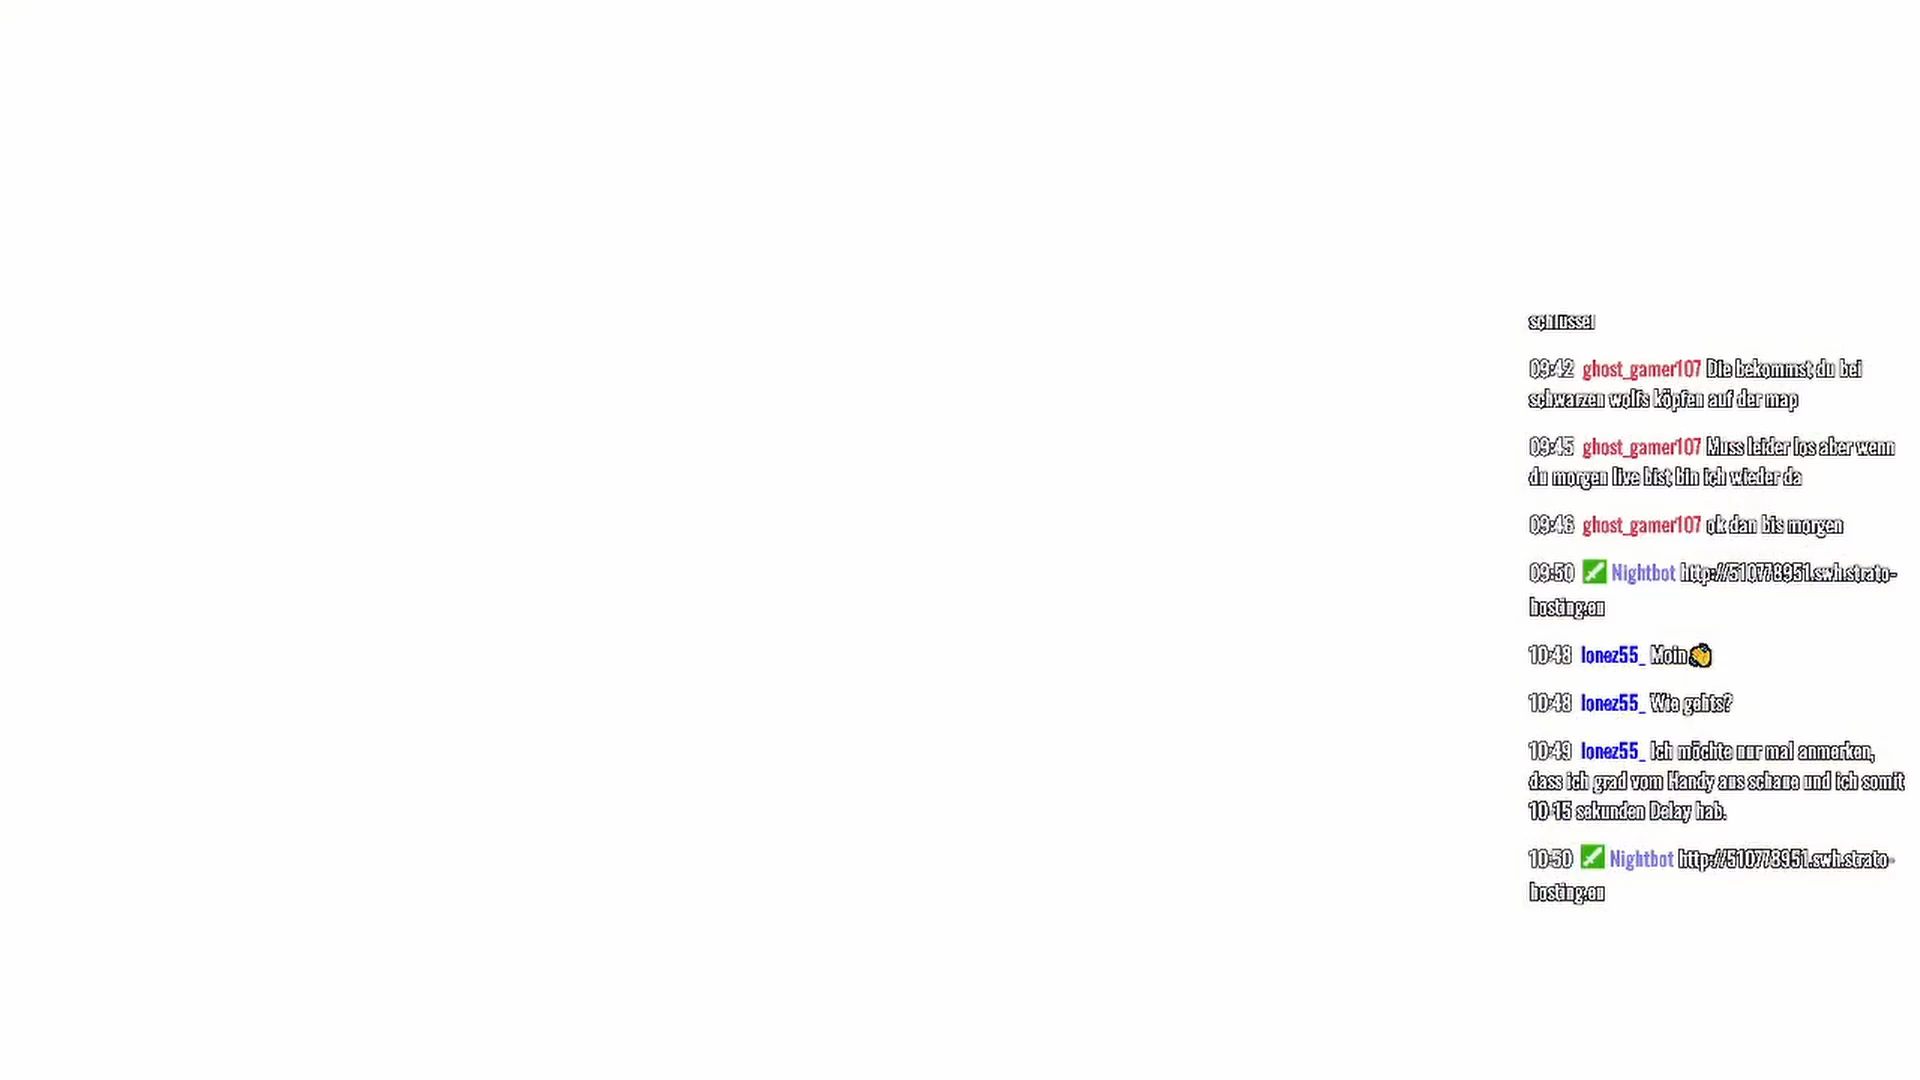 schlüssel
09:42 ghost_gamer107 Die bekommst du bei
schwarzen wolfs köpfen auf der map
09:45 ghost_gamer107 Muss leider los aber wenn
du morgen live bist bin ich wieder da
09:46 ghost_gamer107 ok dan bis morgen
09:50 Nightbot http://510778951.swh.strato-
hosting.eu
10:48 lonez55_ Moin👋
10:48 lonez55_ Wie gehts?
10:49 lonez55_ Ich möchte nur mal anmerken,
dass ich grad vom Handy aus schaue und ich somit
10-15 sekunden Delay hab.
10:50 Nightbot http://510778951.swh.strato-
hosting.eu